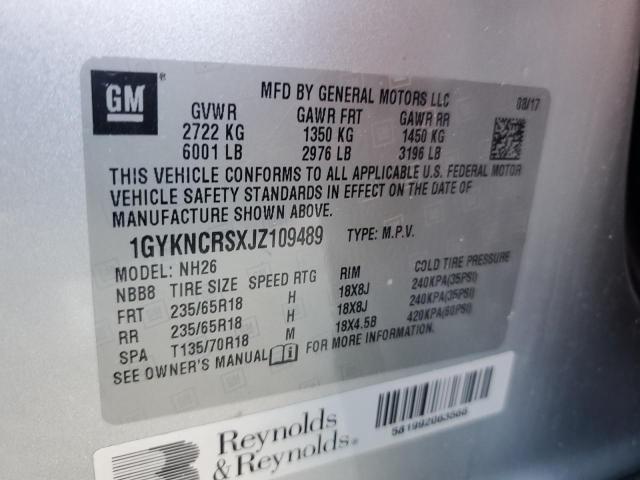 GM
MFD BY GENERAL MOTORS LLC 08/17
GVWR GAWR FRT GAWR RR
2722 KG 1350 KG 1450 KG
6001 LB 2976 LB 3196 LB
THIS VEHICLE CONFORMS TO ALL APPLICABLE U.S. FEDERAL MOTOR
VEHICLE SAFETY STANDARDS IN EFFECT ON THE DATE OF
MANUFACTURE SHOWN ABOVE.
1GYKNCRSXJZ109489 TYPE: M.P.V.
MODEL: NH26
NBB8 TIRE SIZE SPEED RTG RIM COLD TIRE PRESSURE
FRT 235/65R18 H 18X8J 240KPA(35PSI)
RR 235/65R18 H 18X8J 240KPA(35PSI)
SPA T135/70R18 M 18X4.5B 420KPA(60PSI)
SEE OWNER'S MANUAL FOR MORE INFORMATION.
581992063566
Reynolds
& Reynolds®